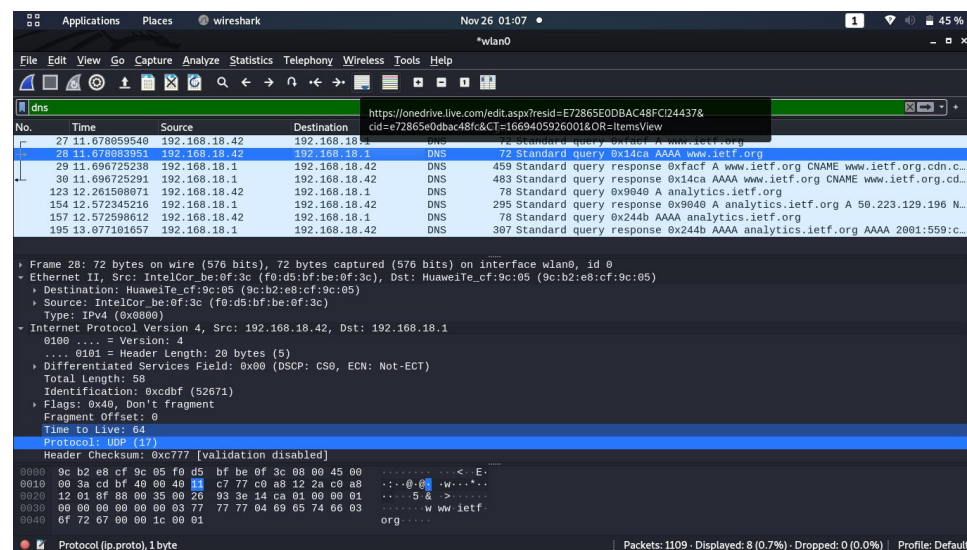 Applications Places wireshark Nov 26 01:07 1 45 %
*wlan0
File Edit View Go Capture Analyze Statistics Telephony Wireless Tools Help
dns
https://onedrive.live.com/edit.aspx?resid=E72865E0DBAC48FC!24437&
cid=e72865e0dbac48fc&CT=1669405926001&OR=ItemsView
No. Time Source Destination
27 11.678059540 192.168.18.42 192.168.18.1 DNS 72 Standard query 0xfacf A www.ietf.org
28 11.678083951 192.168.18.42 192.168.18.1 DNS 72 Standard query 0x14ca AAAA www.ietf.org
29 11.696725238 192.168.18.1 192.168.18.42 DNS 459 Standard query response 0xfacf A www.ietf.org CNAME www.ietf.org.cdn.c…
30 11.696725291 192.168.18.1 192.168.18.42 DNS 483 Standard query response 0x14ca AAAA www.ietf.org CNAME www.ietf.org.cd…
123 12.261508071 192.168.18.42 192.168.18.1 DNS 78 Standard query 0x9040 A analytics.ietf.org
154 12.572345216 192.168.18.1 192.168.18.42 DNS 295 Standard query response 0x9040 A analytics.ietf.org A 50.223.129.196 N…
157 12.572598612 192.168.18.42 192.168.18.1 DNS 78 Standard query 0x244b AAAA analytics.ietf.org
195 13.077101657 192.168.18.1 192.168.18.42 DNS 307 Standard query response 0x244b AAAA analytics.ietf.org AAAA 2001:559:c…
Frame 28: 72 bytes on wire (576 bits), 72 bytes captured (576 bits) on interface wlan0, id 0
Ethernet II, Src: IntelCor_be:0f:3c (f0:d5:bf:be:0f:3c), Dst: HuaweiTe_cf:9c:05 (9c:b2:e8:cf:9c:05)
Destination: HuaweiTe_cf:9c:05 (9c:b2:e8:cf:9c:05)
Source: IntelCor_be:0f:3c (f0:d5:bf:be:0f:3c)
Type: IPv4 (0x0800)
Internet Protocol Version 4, Src: 192.168.18.42, Dst: 192.168.18.1
0100 .... = Version: 4
.... 0101 = Header Length: 20 bytes (5)
Differentiated Services Field: 0x00 (DSCP: CS0, ECN: Not-ECT)
Total Length: 58
Identification: 0xcdbf (52671)
Flags: 0x40, Don't fragment
Fragment Offset: 0
Time to Live: 64
Protocol: UDP (17)
Header Checksum: 0xc777 [validation disabled]
0000 9c b2 e8 cf 9c 05 f0 d5 bf be 0f 3c 08 00 45 00 ········ ···<··E·
0010 00 3a cd bf 40 00 40 11 c7 77 c0 a8 12 2a c0 a8 ·:··@·@· ·w···*··
0020 12 01 8f 88 00 35 00 26 93 3e 14 ca 01 00 00 01 ·····5·& ·>······
0030 00 00 00 00 00 00 03 77 77 77 04 69 65 74 66 03 ·······w ww·ietf·
0040 6f 72 67 00 00 1c 00 01 org·····
Protocol (ip.proto), 1 byte Packets: 1109 · Displayed: 8 (0.7%) · Dropped: 0 (0.0%) Profile: Default